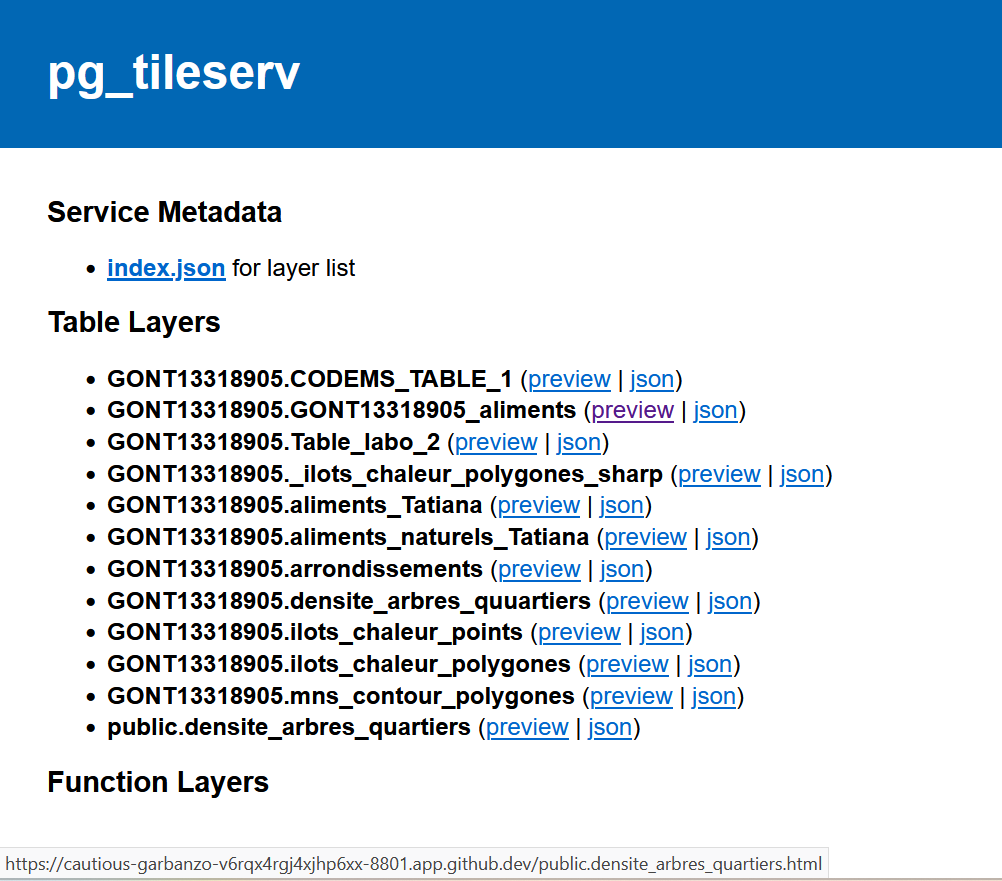 pg_tileserv
Service Metadata
index.json for layer list
Table Layers
GONT13318905.CODEMS_TABLE_1 (preview | json)
GONT13318905.GONT13318905_aliments (preview | json)
GONT13318905.Table_labo_2 (preview | json)
GONT13318905._ilots_chaleur_polygones_sharp (preview | json)
GONT13318905.aliments_Tatiana (preview | json)
GONT13318905.aliments_naturels_Tatiana (preview | json)
GONT13318905.arrondissements (preview | json)
GONT13318905.densite_arbres_quuartiers (preview | json)
GONT13318905.ilots_chaleur_points (preview | json)
GONT13318905.ilots_chaleur_polygones (preview | json)
GONT13318905.mns_contour_polygones (preview | json)
public.densite_arbres_quartiers (preview | json)
Function Layers
https://cautious-garbanzo-v6rqx4rgj4xjhp6xx-8801.app.github.dev/public.densite_arbres_quartiers.html